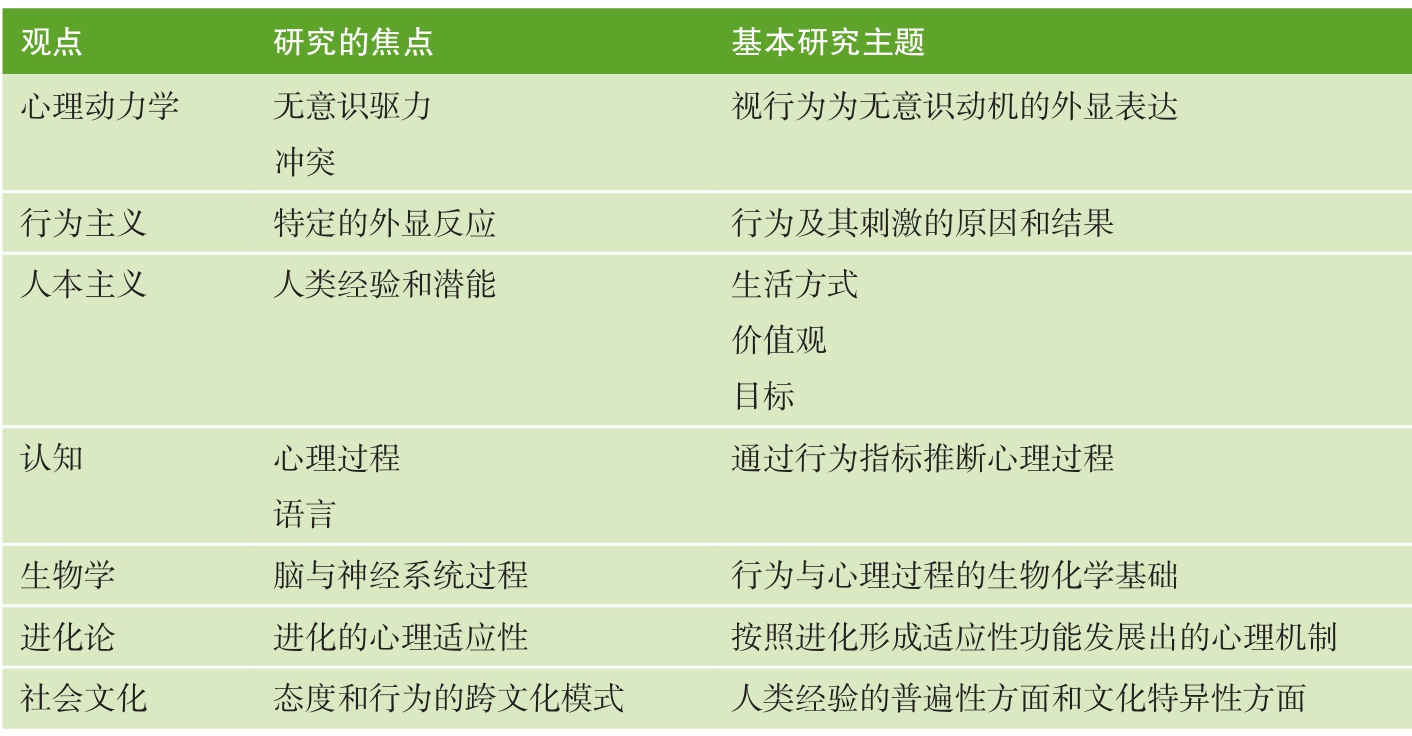 观点 研究的焦点 基本研究主题
心理动力学 无意识驱力 视行为为无意识动机的外显表达
冲突
行为主义 特定的外显反应 行为及其刺激的原因和结果
人本主义 人类经验和潜能 生活方式
价值观
目标
认知 心理过程 通过行为指标推断心理过程
语言
生物学 脑与神经系统过程 行为与心理过程的生物化学基础
进化论 进化的心理适应性 按照进化形成适应性功能发展出的心理机制
社会文化 态度和行为的跨文化模式 人类经验的普遍性方面和文化特异性方面